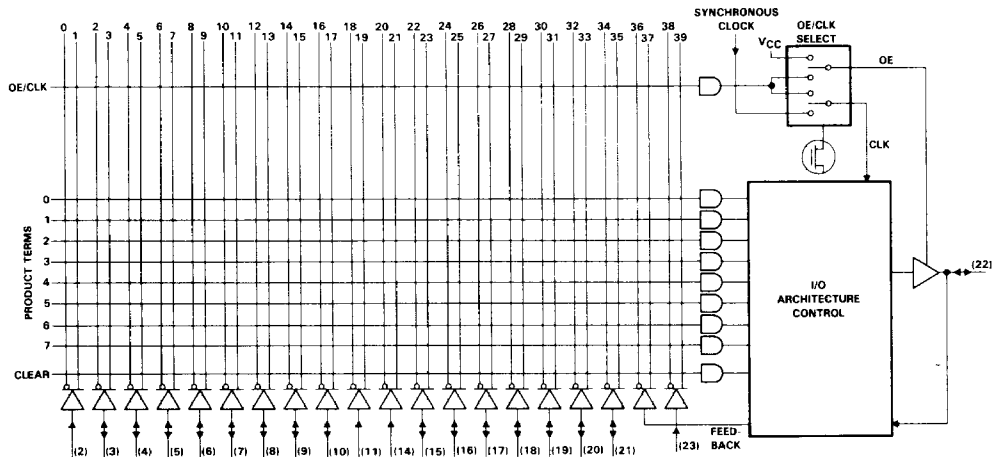 SYNCHRONOUS CLOCK
OE/CLK SELECT
0 2 4 6 8 10 12 14 16 18 20 22 24 26 28 30 32 34 36 38
1 3 5 7 9 11 13 15 17 19 21 23 25 27 29 31 33 35 37 39
VCC
OE
OE/CLK
CLK
PRODUCT TERMS
0
1
2
3
4
5
6
7
CLEAR
I/O
ARCHITECTURE
CONTROL
(22)
FEED-
BACK
(2) (3) (4) (5) (6) (7) (8) (9) (10) (11) (14) (15) (16) (17) (18) (19) (20) (21) (23)